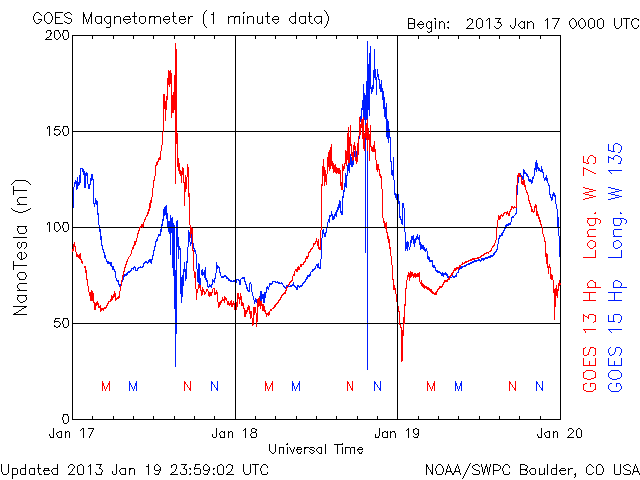 GOES Magnetometer (1 minute data)
Begin: 2013 Jan 17 0000 UTC
200
150
100
50
0
NanoTesla (nT)
M M N N M M N N M M N N
Jan 17 Jan 18 Jan 19 Jan 20
Universal Time
GOES 13 Hp Long. W 75
GOES 15 Hp Long. W 135
Updated 2013 Jan 19 23:59:02 UTC
NOAA/SWPC Boulder, CO USA